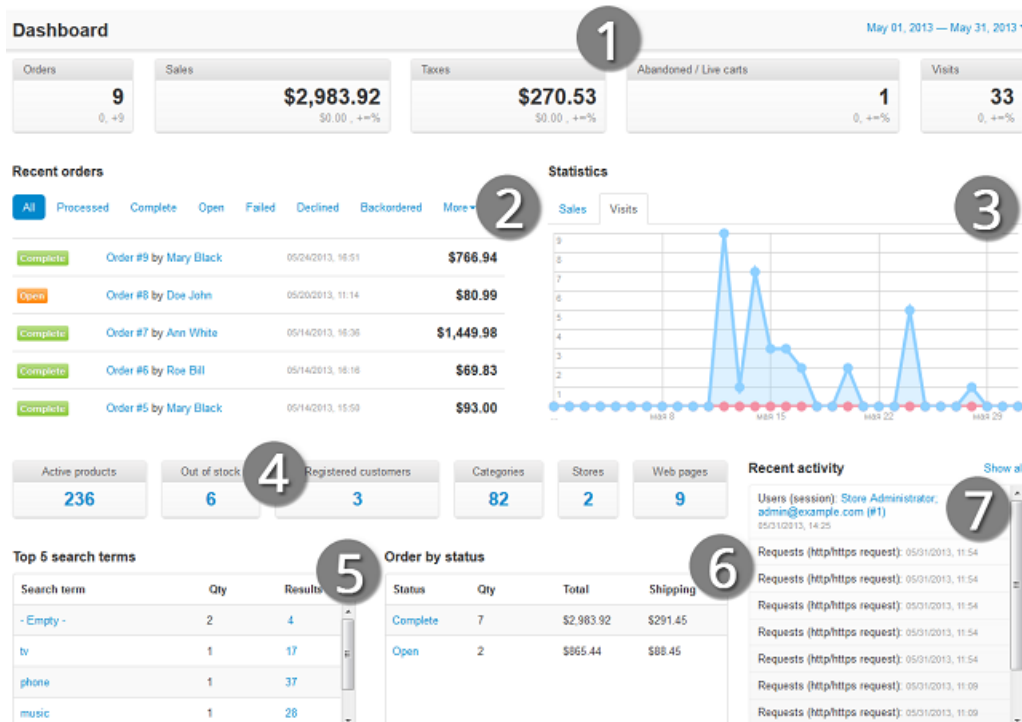 Dashboard
1
May 01, 2013 — May 31, 2013
Orders
9
0, +9
Sales
$2,983.92
$0.00 , +∞%
Taxes
$270.53
$0.00 , +∞%
Abandoned / Live carts
1
0, +∞%
Visits
33
0, +∞%
Recent orders
All Processed Complete Open Failed Declined Backordered More
2
Complete Order #9 by Mary Black 05/24/2013, 16:51 $766.94
Open Order #8 by Doe John 05/20/2013, 11:14 $80.99
Complete Order #7 by Ann White 05/14/2013, 16:36 $1,449.98
Complete Order #6 by Roe Bill 05/14/2013, 16:16 $69.83
Complete Order #5 by Mary Black 05/14/2013, 15:50 $93.00
Statistics
Sales Visits
3
9
8
7
6
5
4
3
2
1
... мая 8 мая 15 мая 22 мая 29
Active products
236
Out of stock
6
4
Registered customers
3
Categories
82
Stores
2
Web pages
9
Top 5 search terms
5
Search term Qty Results
- Empty - 2 4
tv 1 17
phone 1 37
music 1 28
Order by status
6
Status Qty Total Shipping
Complete 7 $2,983.92 $291.45
Open 2 $865.44 $88.45
Recent activity
Show al
7
Users (session): Store Administrator;
admin@example.com (#1)
05/31/2013, 14:25
Requests (http/https request): 05/31/2013, 11:54
Requests (http/https request): 05/31/2013, 11:54
Requests (http/https request): 05/31/2013, 11:54
Requests (http/https request): 05/31/2013, 11:54
Requests (http/https request): 05/31/2013, 11:54
Requests (http/https request): 05/31/2013, 11:09
Requests (http/https request): 05/31/2013, 11:09